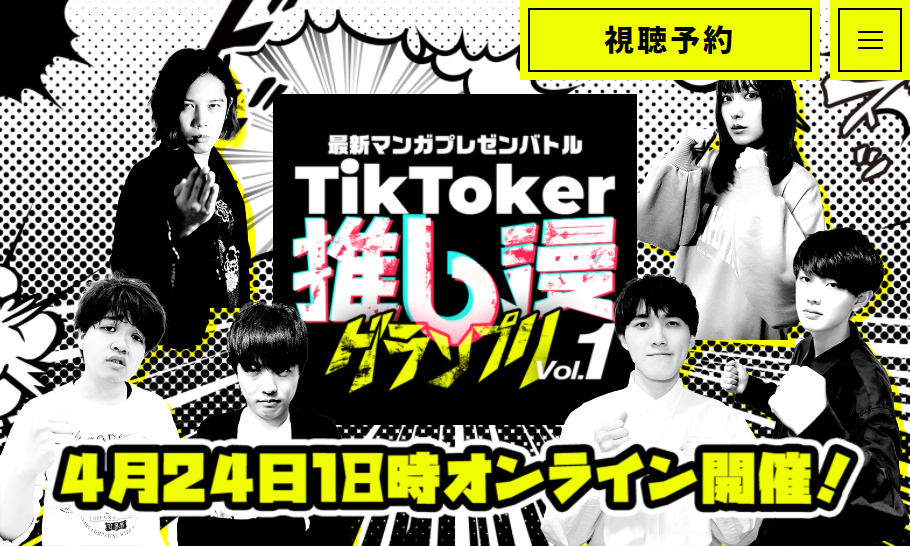 視聴予約
最新マンガプレゼンバトル
TikToker
推し漫
グランプリ Vol.1
4月24日18時オンライン開催!